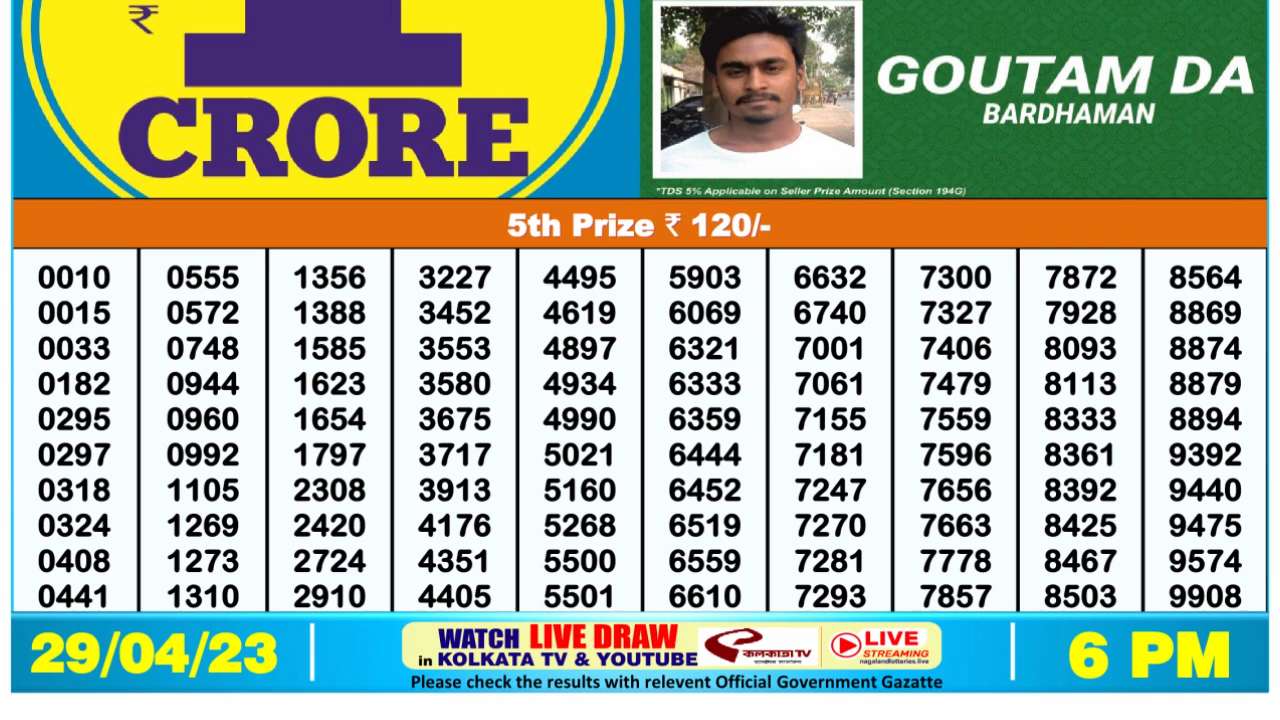 ₹ 1
CRORE
GOUTAM DA
BARDHAMAN
*TDS 5% Applicable on Seller Prize Amount (Section 194G)
5th Prize ₹ 120/-
0010 0555 1356 3227 4495 5903 6632 7300 7872 8564
0015 0572 1388 3452 4619 6069 6740 7327 7928 8869
0033 0748 1585 3553 4897 6321 7001 7406 8093 8874
0182 0944 1623 3580 4934 6333 7061 7479 8113 8879
0295 0960 1654 3675 4990 6359 7155 7559 8333 8894
0297 0992 1797 3717 5021 6444 7181 7596 8361 9392
0318 1105 2308 3913 5160 6452 7247 7656 8392 9440
0324 1269 2420 4176 5268 6519 7270 7663 8425 9475
0408 1273 2724 4351 5500 6559 7281 7778 8467 9574
0441 1310 2910 4405 5501 6610 7293 7857 8503 9908
29/04/23
WATCH LIVE DRAW
in KOLKATA TV & YOUTUBE
কলকাতা TV
LIVE
STREAMING
nagalandlotteries.live
Please check the results with relevent Official Government Gazatte
6 PM